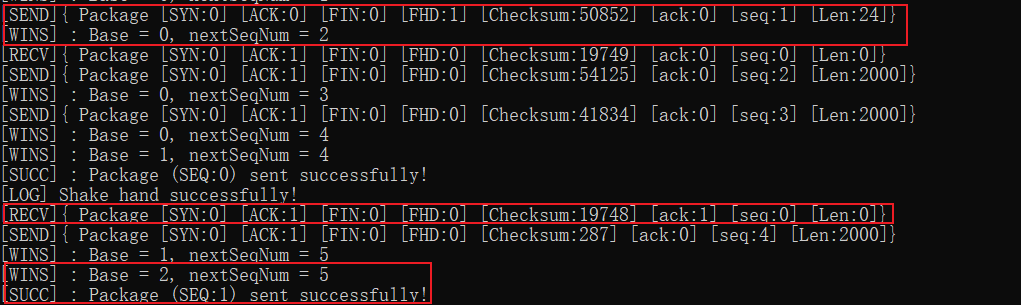 [SEND]{ Package [SYN:0] [ACK:0] [FIN:0] [FHD:1] [Checksum:50852] [ack:0] [seq:1] [Len:24]}
[WINS] : Base = 0, nextSeqNum = 2
[RECV]{ Package [SYN:0] [ACK:1] [FIN:0] [FHD:0] [Checksum:19749] [ack:0] [seq:0] [Len:0]}
[SEND]{ Package [SYN:0] [ACK:1] [FIN:0] [FHD:0] [Checksum:54125] [ack:0] [seq:2] [Len:2000]}
[WINS] : Base = 0, nextSeqNum = 3
[SEND]{ Package [SYN:0] [ACK:1] [FIN:0] [FHD:0] [Checksum:41834] [ack:0] [seq:3] [Len:2000]}
[WINS] : Base = 0, nextSeqNum = 4
[WINS] : Base = 1, nextSeqNum = 4
[SUCC] : Package (SEQ:0) sent successfully!
[LOG] Shake hand successfully!
[RECV]{ Package [SYN:0] [ACK:1] [FIN:0] [FHD:0] [Checksum:19748] [ack:1] [seq:0] [Len:0]}
[SEND]{ Package [SYN:0] [ACK:1] [FIN:0] [FHD:0] [Checksum:287] [ack:0] [seq:4] [Len:2000]}
[WINS] : Base = 1, nextSeqNum = 5
[WINS] : Base = 2, nextSeqNum = 5
[SUCC] : Package (SEQ:1) sent successfully!